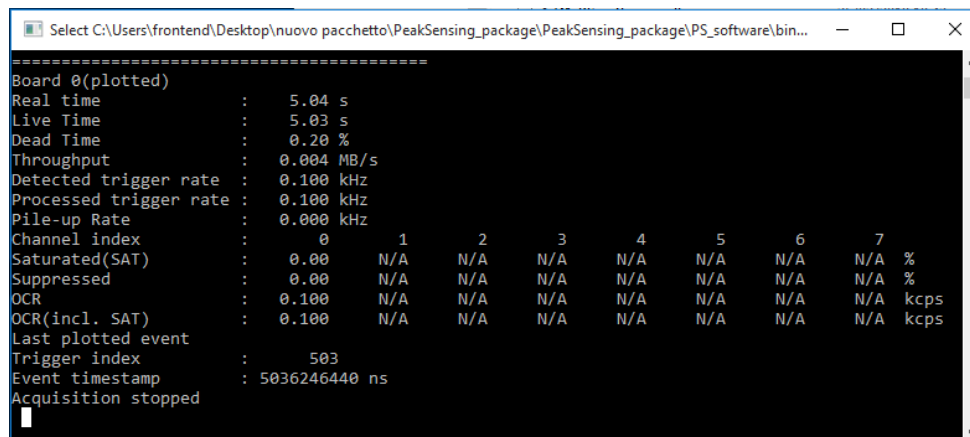 Select C:\Users\frontend\Desktop\nuovo pacchetto\PeakSensing_package\PeakSensing_package\PS_software\bin...
==========================================
Board 0(plotted)
Real time : 5.04 s
Live Time : 5.03 s
Dead Time : 0.20 %
Throughput : 0.004 MB/s
Detected trigger rate : 0.100 kHz
Processed trigger rate : 0.100 kHz
Pile-up Rate : 0.000 kHz
Channel index : 0 1 2 3 4 5 6 7
Saturated(SAT) : 0.00 N/A N/A N/A N/A N/A N/A N/A %
Suppressed : 0.00 N/A N/A N/A N/A N/A N/A N/A %
OCR : 0.100 N/A N/A N/A N/A N/A N/A N/A kcps
OCR(incl. SAT) : 0.100 N/A N/A N/A N/A N/A N/A N/A kcps
Last plotted event
Trigger index : 503
Event timestamp : 5036246440 ns
Acquisition stopped